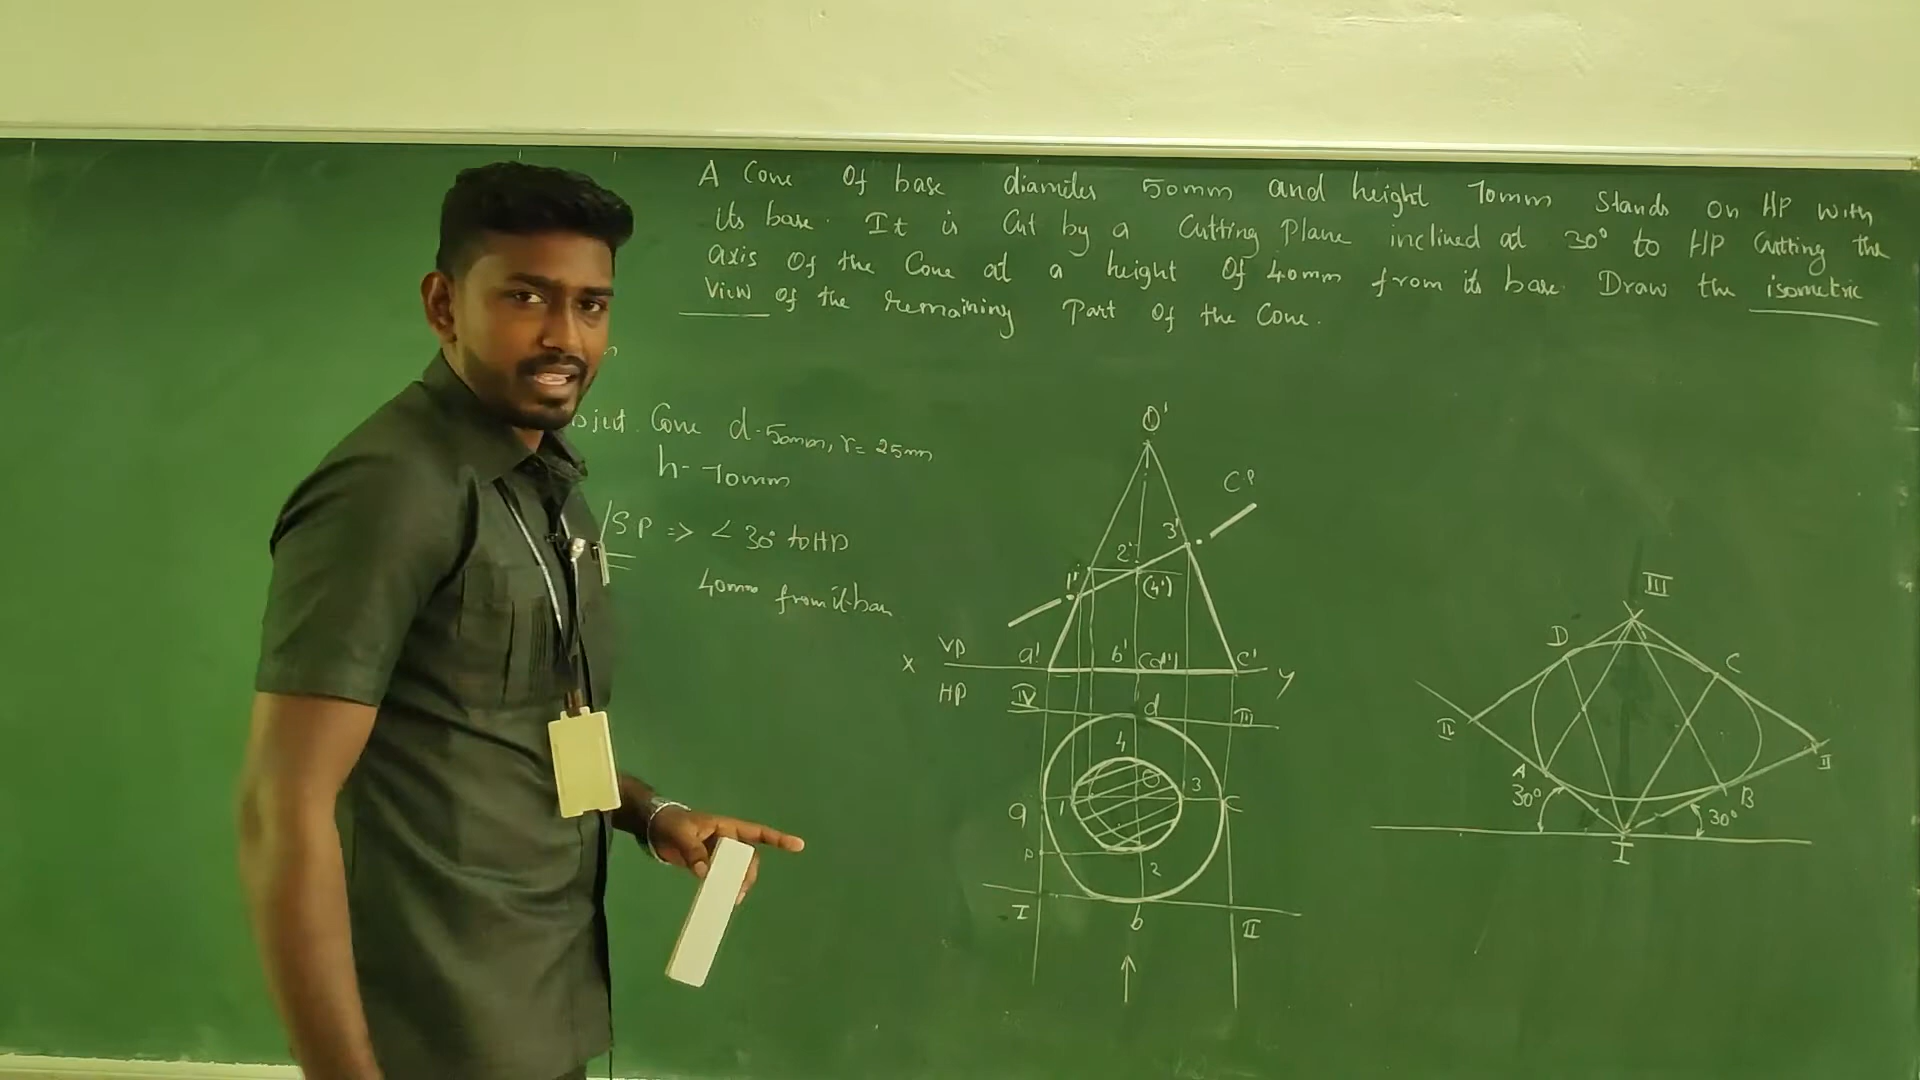 A Cone Of base diameter 50mm and height 70mm Stands On HP with
its base. It is Cut by a Cutting Plane inclined at 30° to HP Cutting the
axis Of the Cone at a height Of 40mm from its base. Draw the isometric
View Of the remaining Part Of the Cone.
Cone d-50mm, r=25mm
h-70mm
/SP => ∠30° to HP
40mm from it base
O'
C.P
3'
2'
1'
(4')
VP
X
a' b' (d') c'
Y
HP
IV d III
4
O
a 1 3 C
P
2
I b II
III
D C
IV
II
A B
30° 30°
I